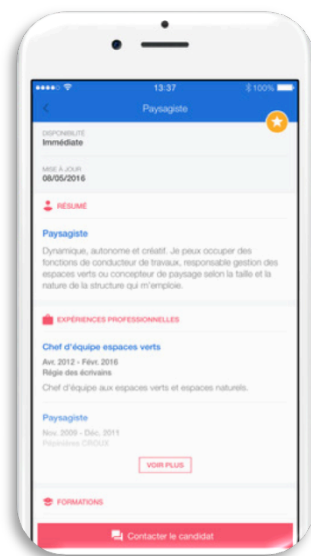 13:37
100%
Paysagiste
DISPONIBILITÉ
Immédiate
MISE À JOUR
08/05/2016
RÉSUMÉ
Paysagiste
Dynamique, autonome et créatif. Je peux occuper des
fonctions de conducteur de travaux, responsable gestion des
espaces verts ou concepteur de paysage selon la taille et la
nature de la structure qui m'emploie.
EXPÉRIENCES PROFESSIONNELLES
Chef d'équipe espaces verts
Avr. 2012 - Févr. 2016
Régie des écrivains
Chef d'équipe aux espaces verts et espaces naturels.
Paysagiste
Nov. 2009 - Déc. 2011
Pépinières CROUX
VOIR PLUS
FORMATIONS
Contacter le candidat